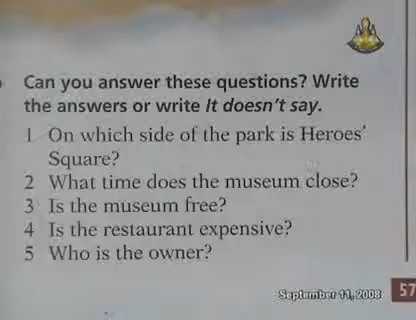 Can you answer these questions? Write
the answers or write It doesn't say.
1 On which side of the park is Heroes'
Square?
2 What time does the museum close?
3 Is the museum free?
4 Is the restaurant expensive?
5 Who is the owner?
September 11, 2008
57